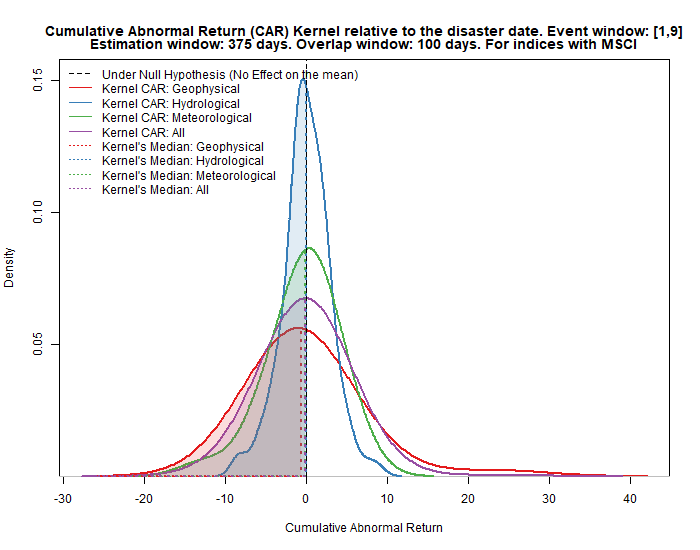 Cumulative Abnormal Return (CAR) Kernel relative to the disaster date. Event window: [1,9]
Estimation window: 375 days. Overlap window: 100 days. For indices with MSCI
Under Null Hypothesis (No Effect on the mean)
Kernel CAR: Geophysical
Kernel CAR: Hydrological
Kernel CAR: Meteorological
Kernel CAR: All
Kernel's Median: Geophysical
Kernel's Median: Hydrological
Kernel's Median: Meteorological
Kernel's Median: All
0.15
0.10
0.05
Density
-30 -20 -10 0 10 20 30 40
Cumulative Abnormal Return